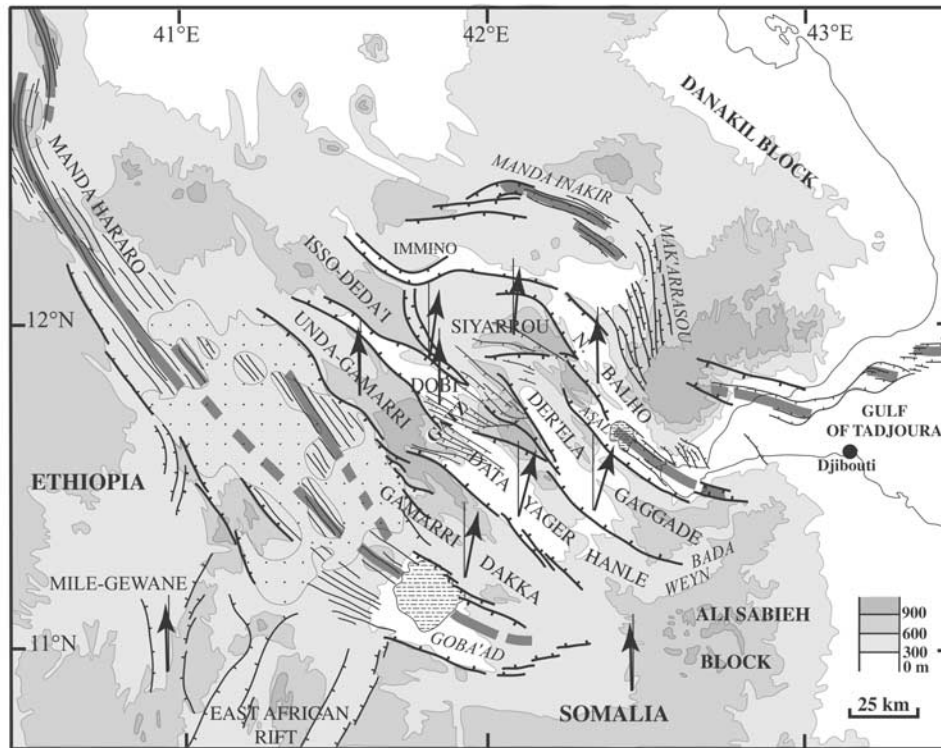 41°E
42°E
43°E
DANAKIL BLOCK
MANDA HARARO
MANDA INAKIR
MAK'ARRASOU
IMMINO
ISSO-DEDA'I
12°N
SIYARROU
UNDA-GAMARRI
BALHO
DOBI
DER'ELA
ASAL
GULF
OF TADJOURA
Djibouti
ETHIOPIA
DATA
YAGER
GAGGADE
GAMARRI
HANLE
DAKKA
BADA
WEYN
MILE-GEWANE
ALI SABIEH
BLOCK
11°N
GOBA'AD
EAST AFRICAN
RIFT
SOMALIA
900
600
300
0 m
25 km